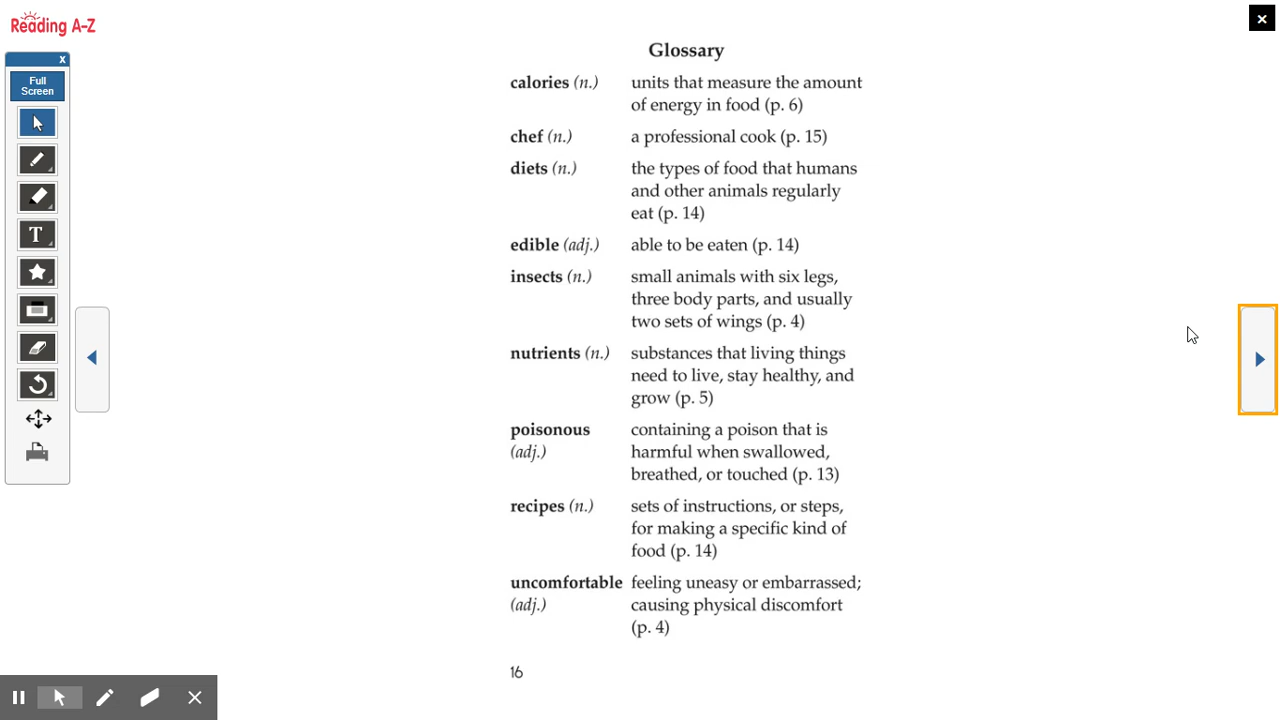 Reading A-Z
x
Full
Screen
T
Glossary
calories (n.) units that measure the amount
of energy in food (p. 6)
chef (n.) a professional cook (p. 15)
diets (n.) the types of food that humans
and other animals regularly
eat (p. 14)
edible (adj.) able to be eaten (p. 14)
insects (n.) small animals with six legs,
three body parts, and usually
two sets of wings (p. 4)
nutrients (n.) substances that living things
need to live, stay healthy, and
grow (p. 5)
poisonous containing a poison that is
(adj.) harmful when swallowed,
breathed, or touched (p. 13)
recipes (n.) sets of instructions, or steps,
for making a specific kind of
food (p. 14)
uncomfortable feeling uneasy or embarrassed;
(adj.) causing physical discomfort
(p. 4)
16